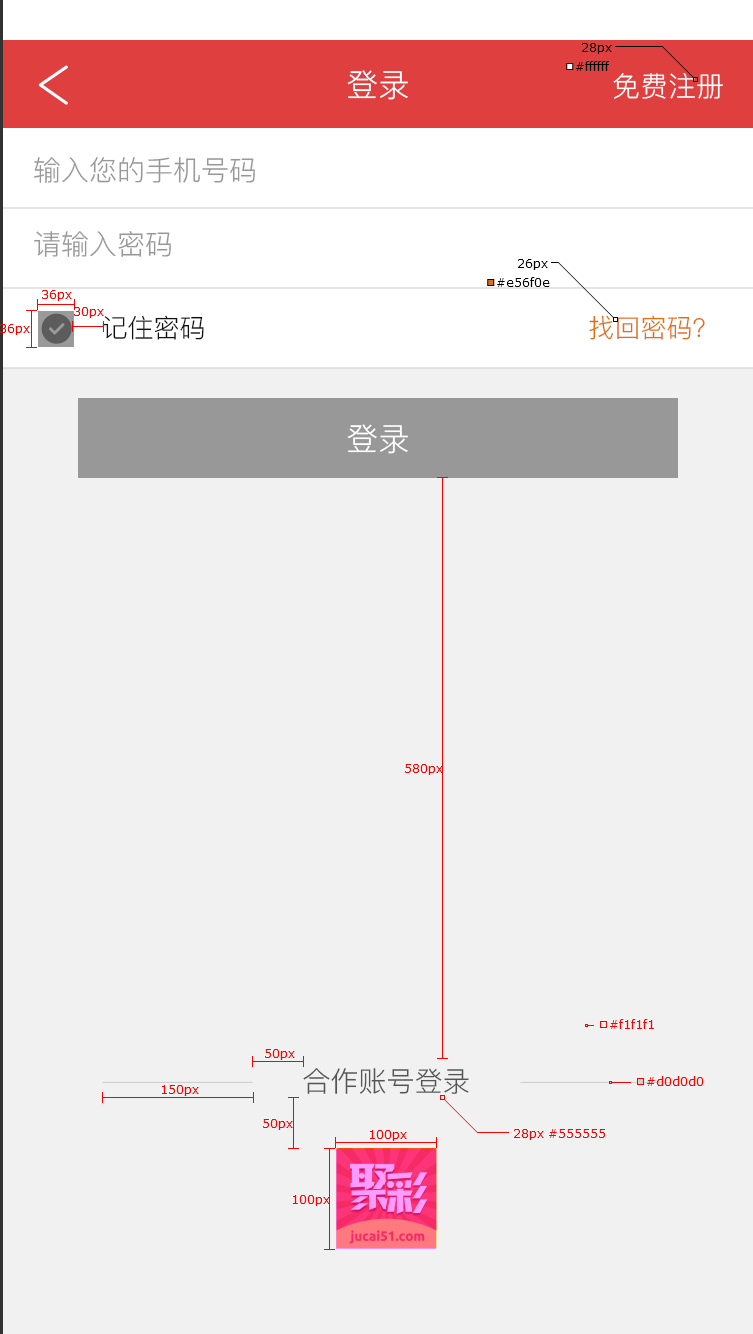 28px
#ffffff
登录
免费注册
输入您的手机号码
请输入密码
26px
#e56f0e
36px
30px
36px
记住密码
找回密码?
登录
580px
#f1f1f1
50px
合作账号登录
#d0d0d0
150px
50px
28px #555555
100px
100px
聚彩
jucai51.com